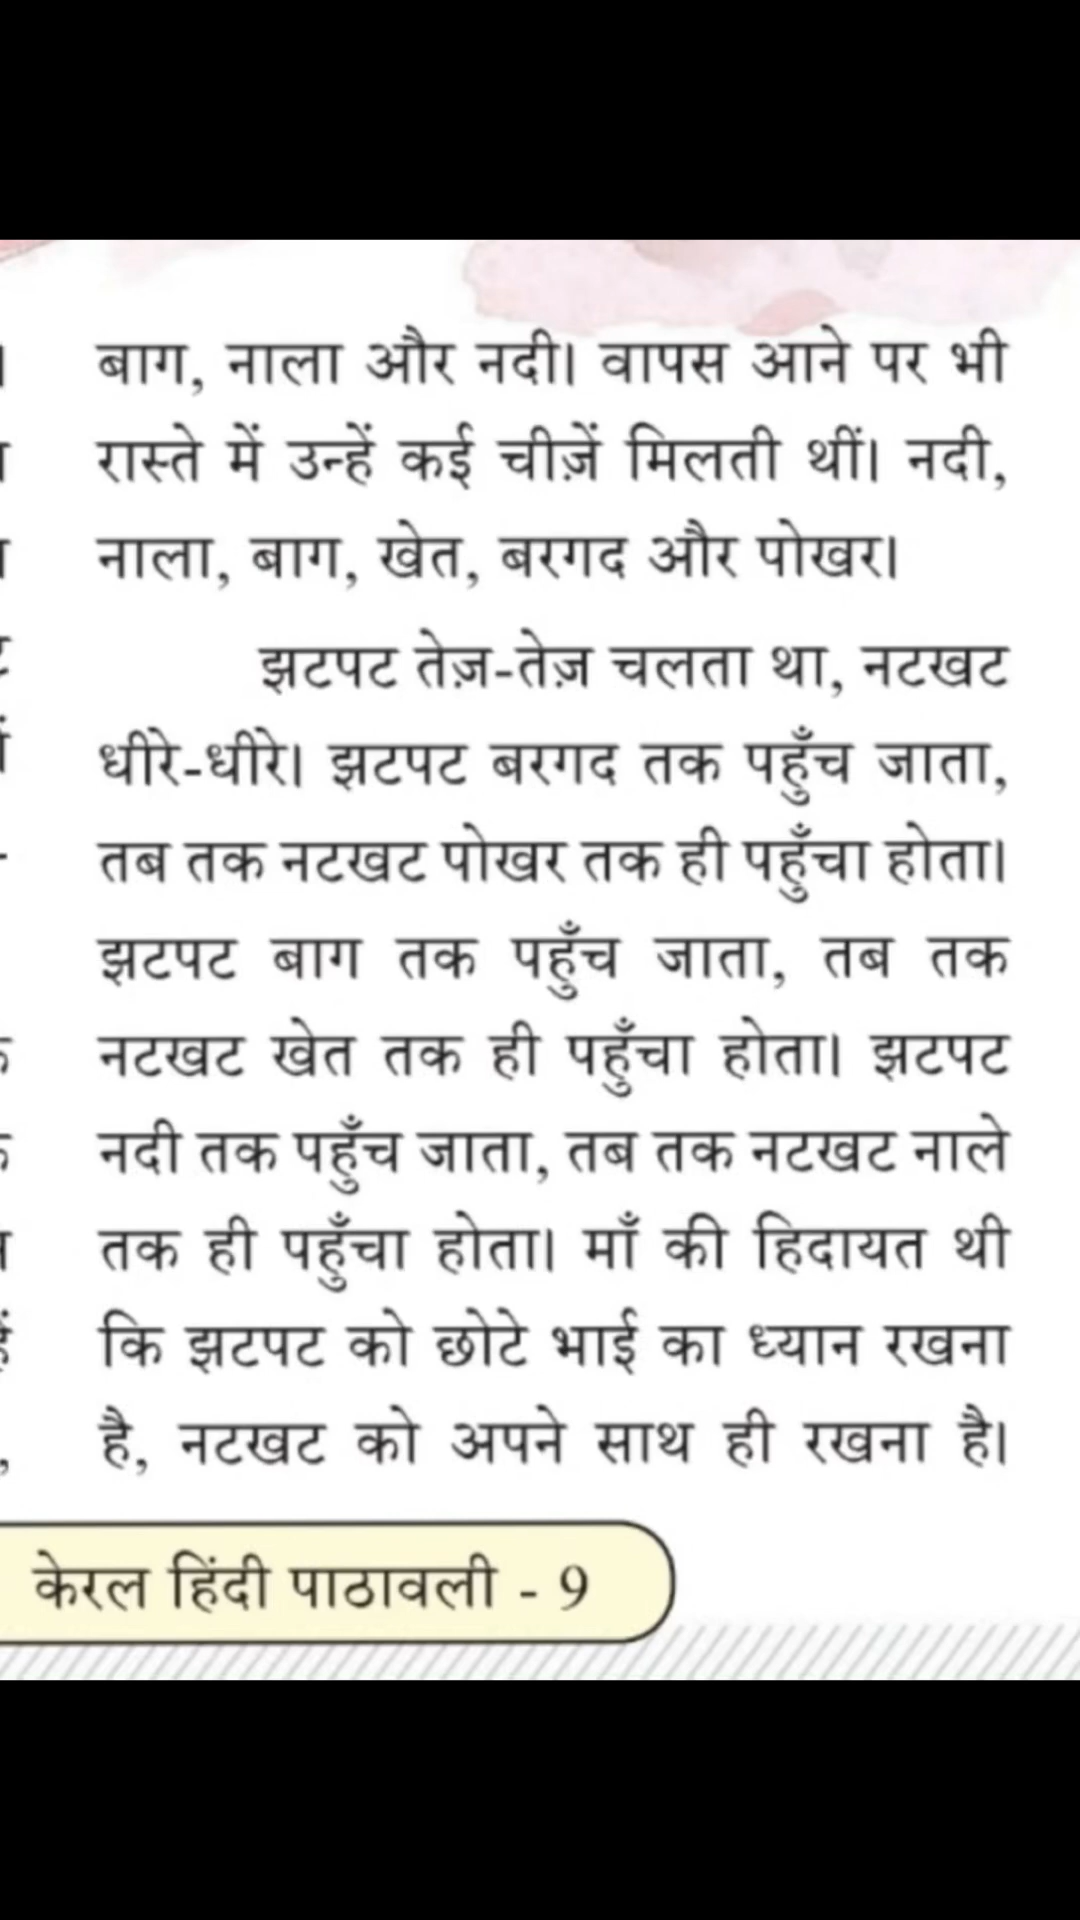 बाग, नाला और नदी। वापस आने पर भी
रास्ते में उन्हें कई चीज़ें मिलती थीं। नदी,
नाला, बाग, खेत, बरगद और पोखर।
झटपट तेज़-तेज़ चलता था, नटखट
धीरे-धीरे। झटपट बरगद तक पहुँच जाता,
तब तक नटखट पोखर तक ही पहुँचा होता।
झटपट बाग तक पहुँच जाता, तब तक
नटखट खेत तक ही पहुँचा होता। झटपट
नदी तक पहुँच जाता, तब तक नटखट नाले
तक ही पहुँचा होता। माँ की हिदायत थी
कि झटपट को छोटे भाई का ध्यान रखना
है, नटखट को अपने साथ ही रखना है।
केरल हिंदी पाठावली - 9